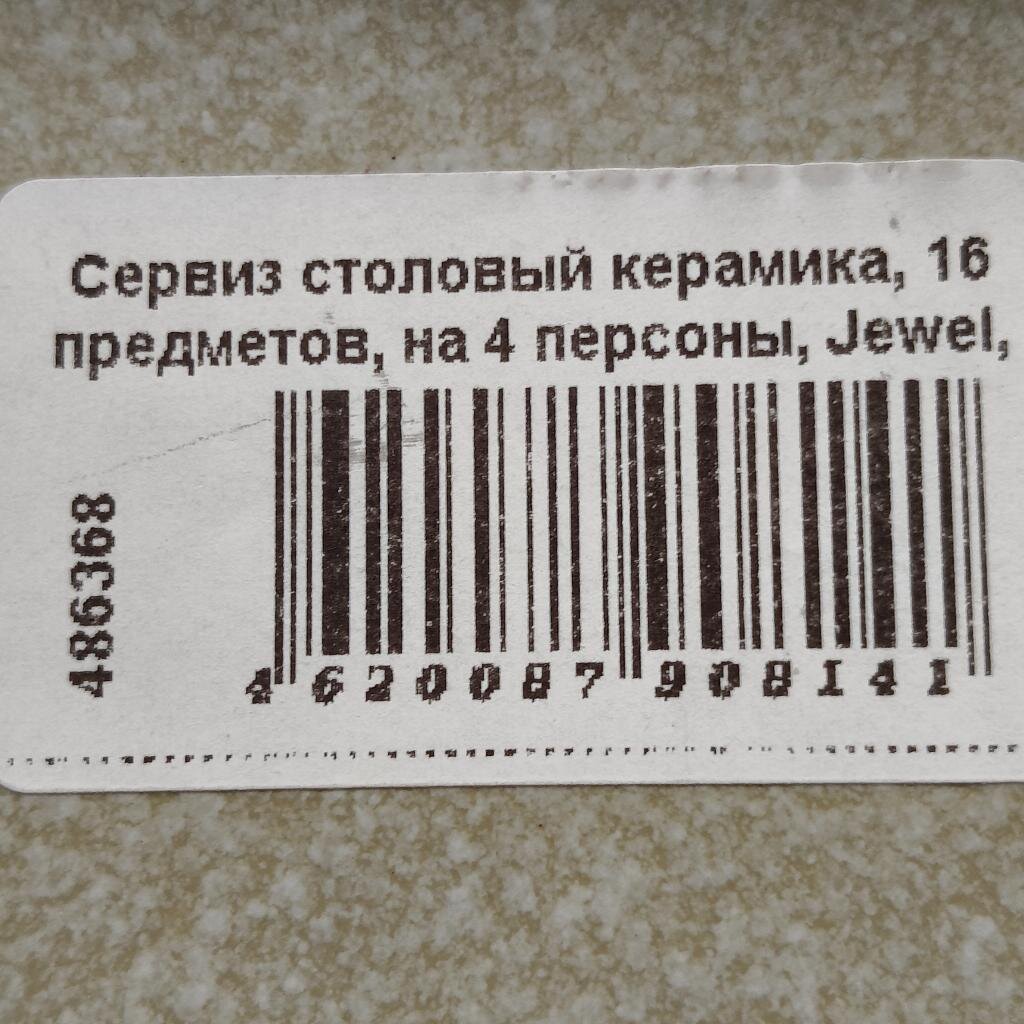 Сервиз столовый керамика, 16
предметов, на 4 персоны, Jewel,
486368
4 620087 908141